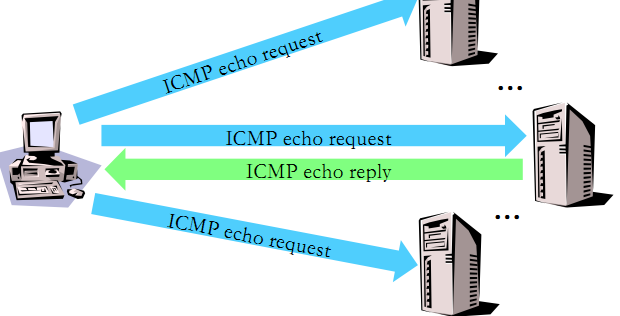 ICMP echo request
...
ICMP echo request
ICMP echo reply
...
ICMP echo request